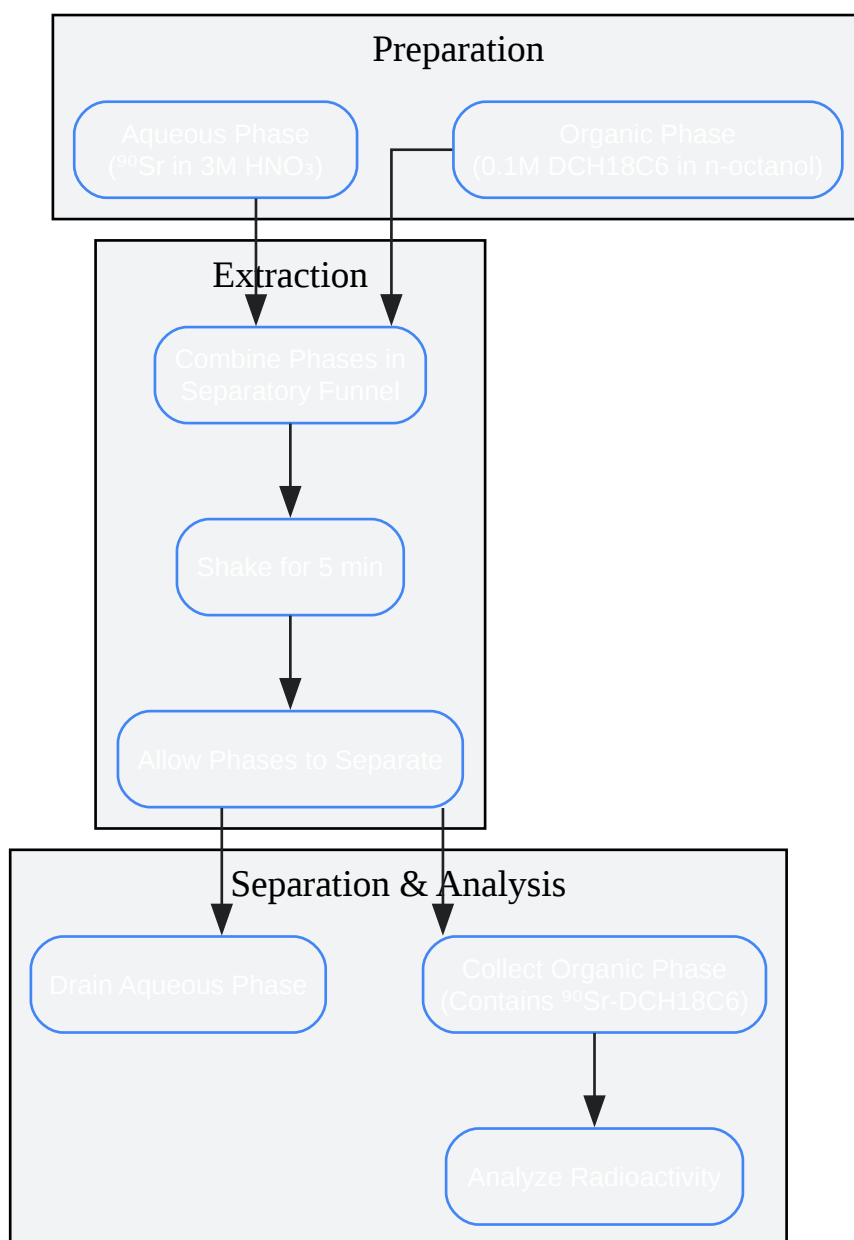 Preparation
Aqueous Phase
(⁹⁰Sr in 3M HNO₃)
Organic Phase
(0.1M DCH18C6 in n-octanol)
Extraction
Combine Phases in
Separatory Funnel
Shake for 5 min
Allow Phases to Separate
Separation & Analysis
Drain Aqueous Phase
Collect Organic Phase
(Contains ⁹⁰Sr-DCH18C6)
Analyze Radioactivity